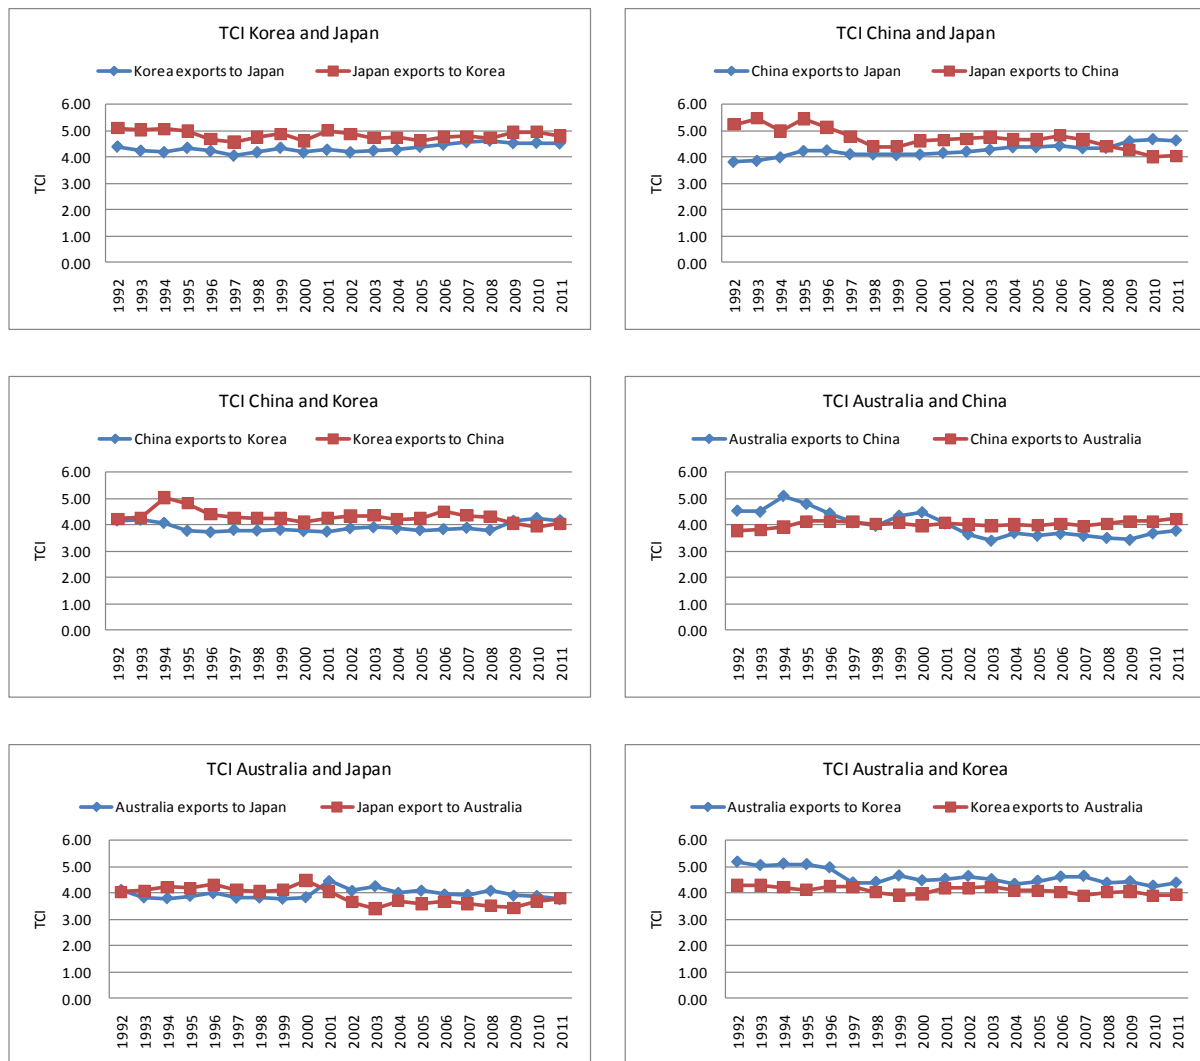 TCI Korea and Japan
Korea exports to Japan Japan exports to Korea
6.00
5.00
4.00
3.00
2.00
1.00
0.00
TCI
1992 1993 1994 1995 1996 1997 1998 1999 2000 2001 2002 2003 2004 2005 2006 2007 2008 2009 2010 2011
TCI China and Japan
China exports to Japan Japan exports to China
6.00
5.00
4.00
3.00
2.00
1.00
0.00
TCI
1992 1993 1994 1995 1996 1997 1998 1999 2000 2001 2002 2003 2004 2005 2006 2007 2008 2009 2010 2011
TCI China and Korea
China exports to Korea Korea exports to China
6.00
5.00
4.00
3.00
2.00
1.00
0.00
TCI
1992 1993 1994 1995 1996 1997 1998 1999 2000 2001 2002 2003 2004 2005 2006 2007 2008 2009 2010 2011
TCI Australia and China
Australia exports to China China exports to Australia
6.00
5.00
4.00
3.00
2.00
1.00
0.00
TCI
1992 1993 1994 1995 1996 1997 1998 1999 2000 2001 2002 2003 2004 2005 2006 2007 2008 2009 2010 2011
TCI Australia and Japan
Australia exports to Japan Japan export to Australia
6.00
5.00
4.00
3.00
2.00
1.00
0.00
TCI
1992 1993 1994 1995 1996 1997 1998 1999 2000 2001 2002 2003 2004 2005 2006 2007 2008 2009 2010 2011
TCI Australia and Korea
Australia exports to Korea Korea exports to Australia
6.00
5.00
4.00
3.00
2.00
1.00
0.00
TCI
1992 1993 1994 1995 1996 1997 1998 1999 2000 2001 2002 2003 2004 2005 2006 2007 2008 2009 2010 2011